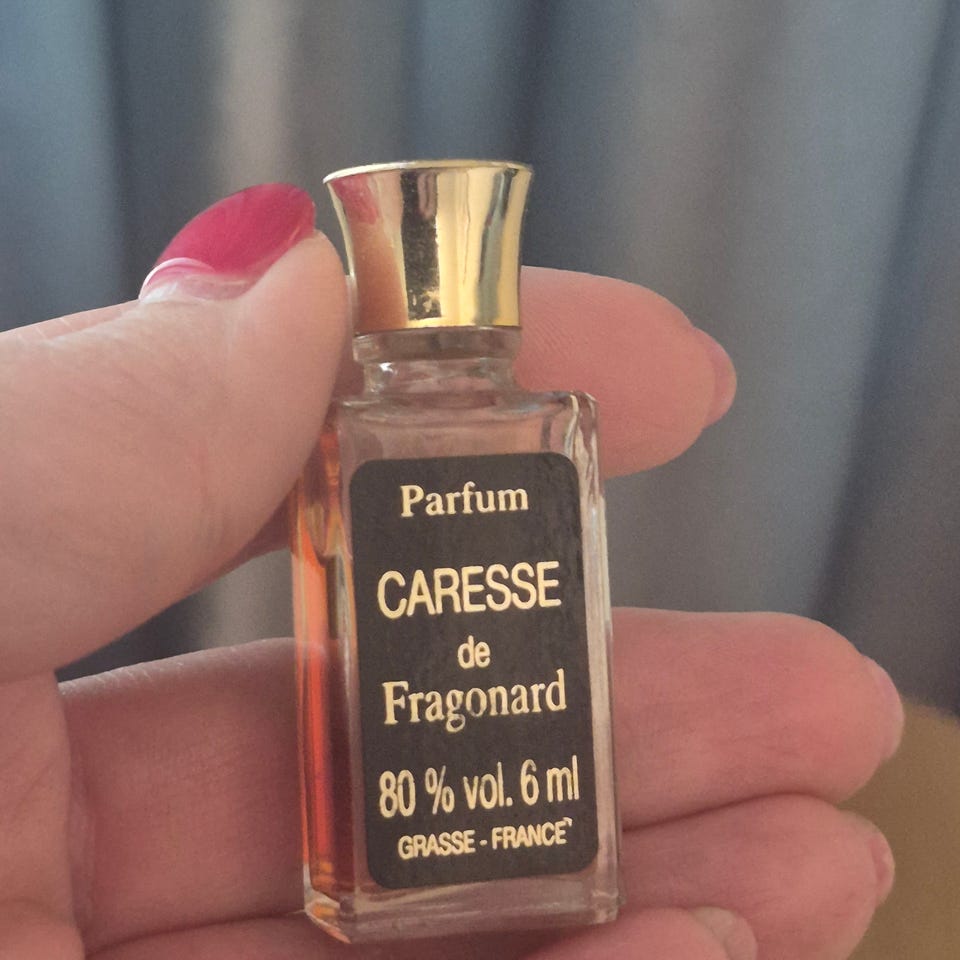 Parfum
CARESSE
de
Fragonard
80 % vol. 6 ml
GRASSE - FRANCE